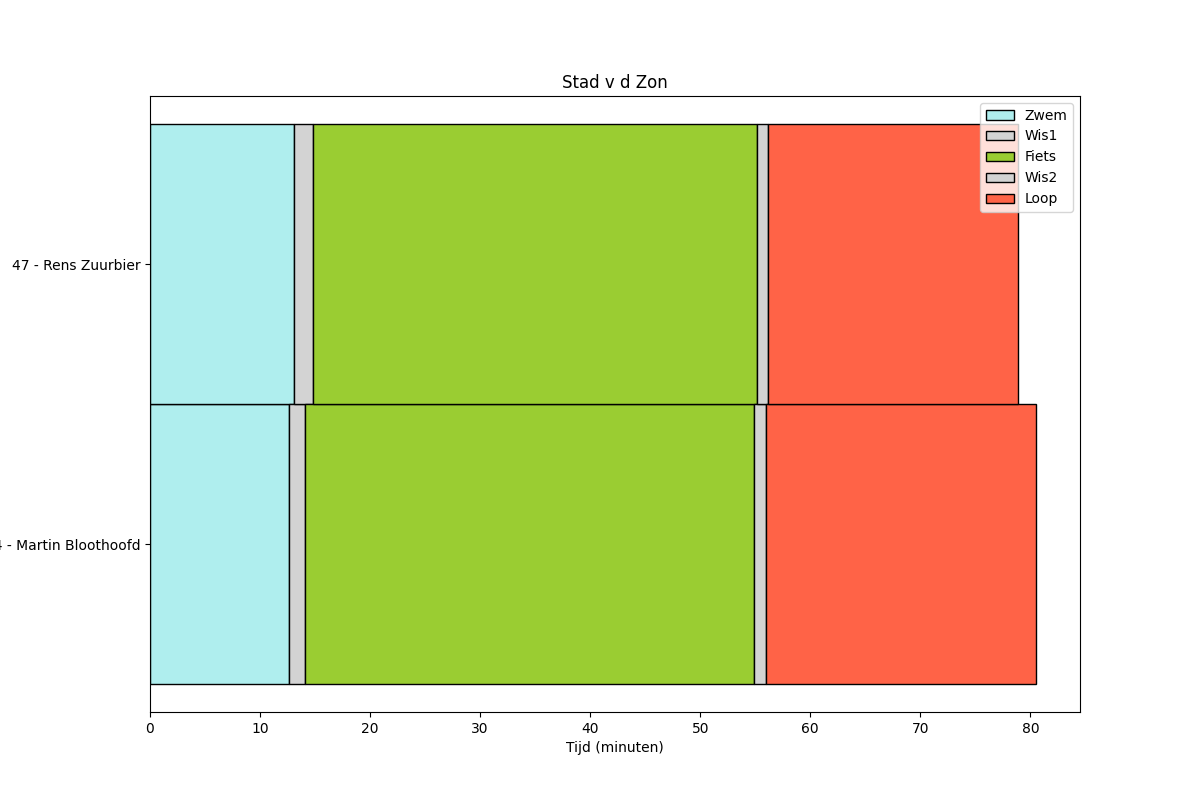 Stad v d Zon
Zwem
Wis1
Fiets
Wis2
Loop
47 - Rens Zuurbier
- Martin Bloothoofd
0 10 20 30 40 50 60 70 80
Tijd (minuten)